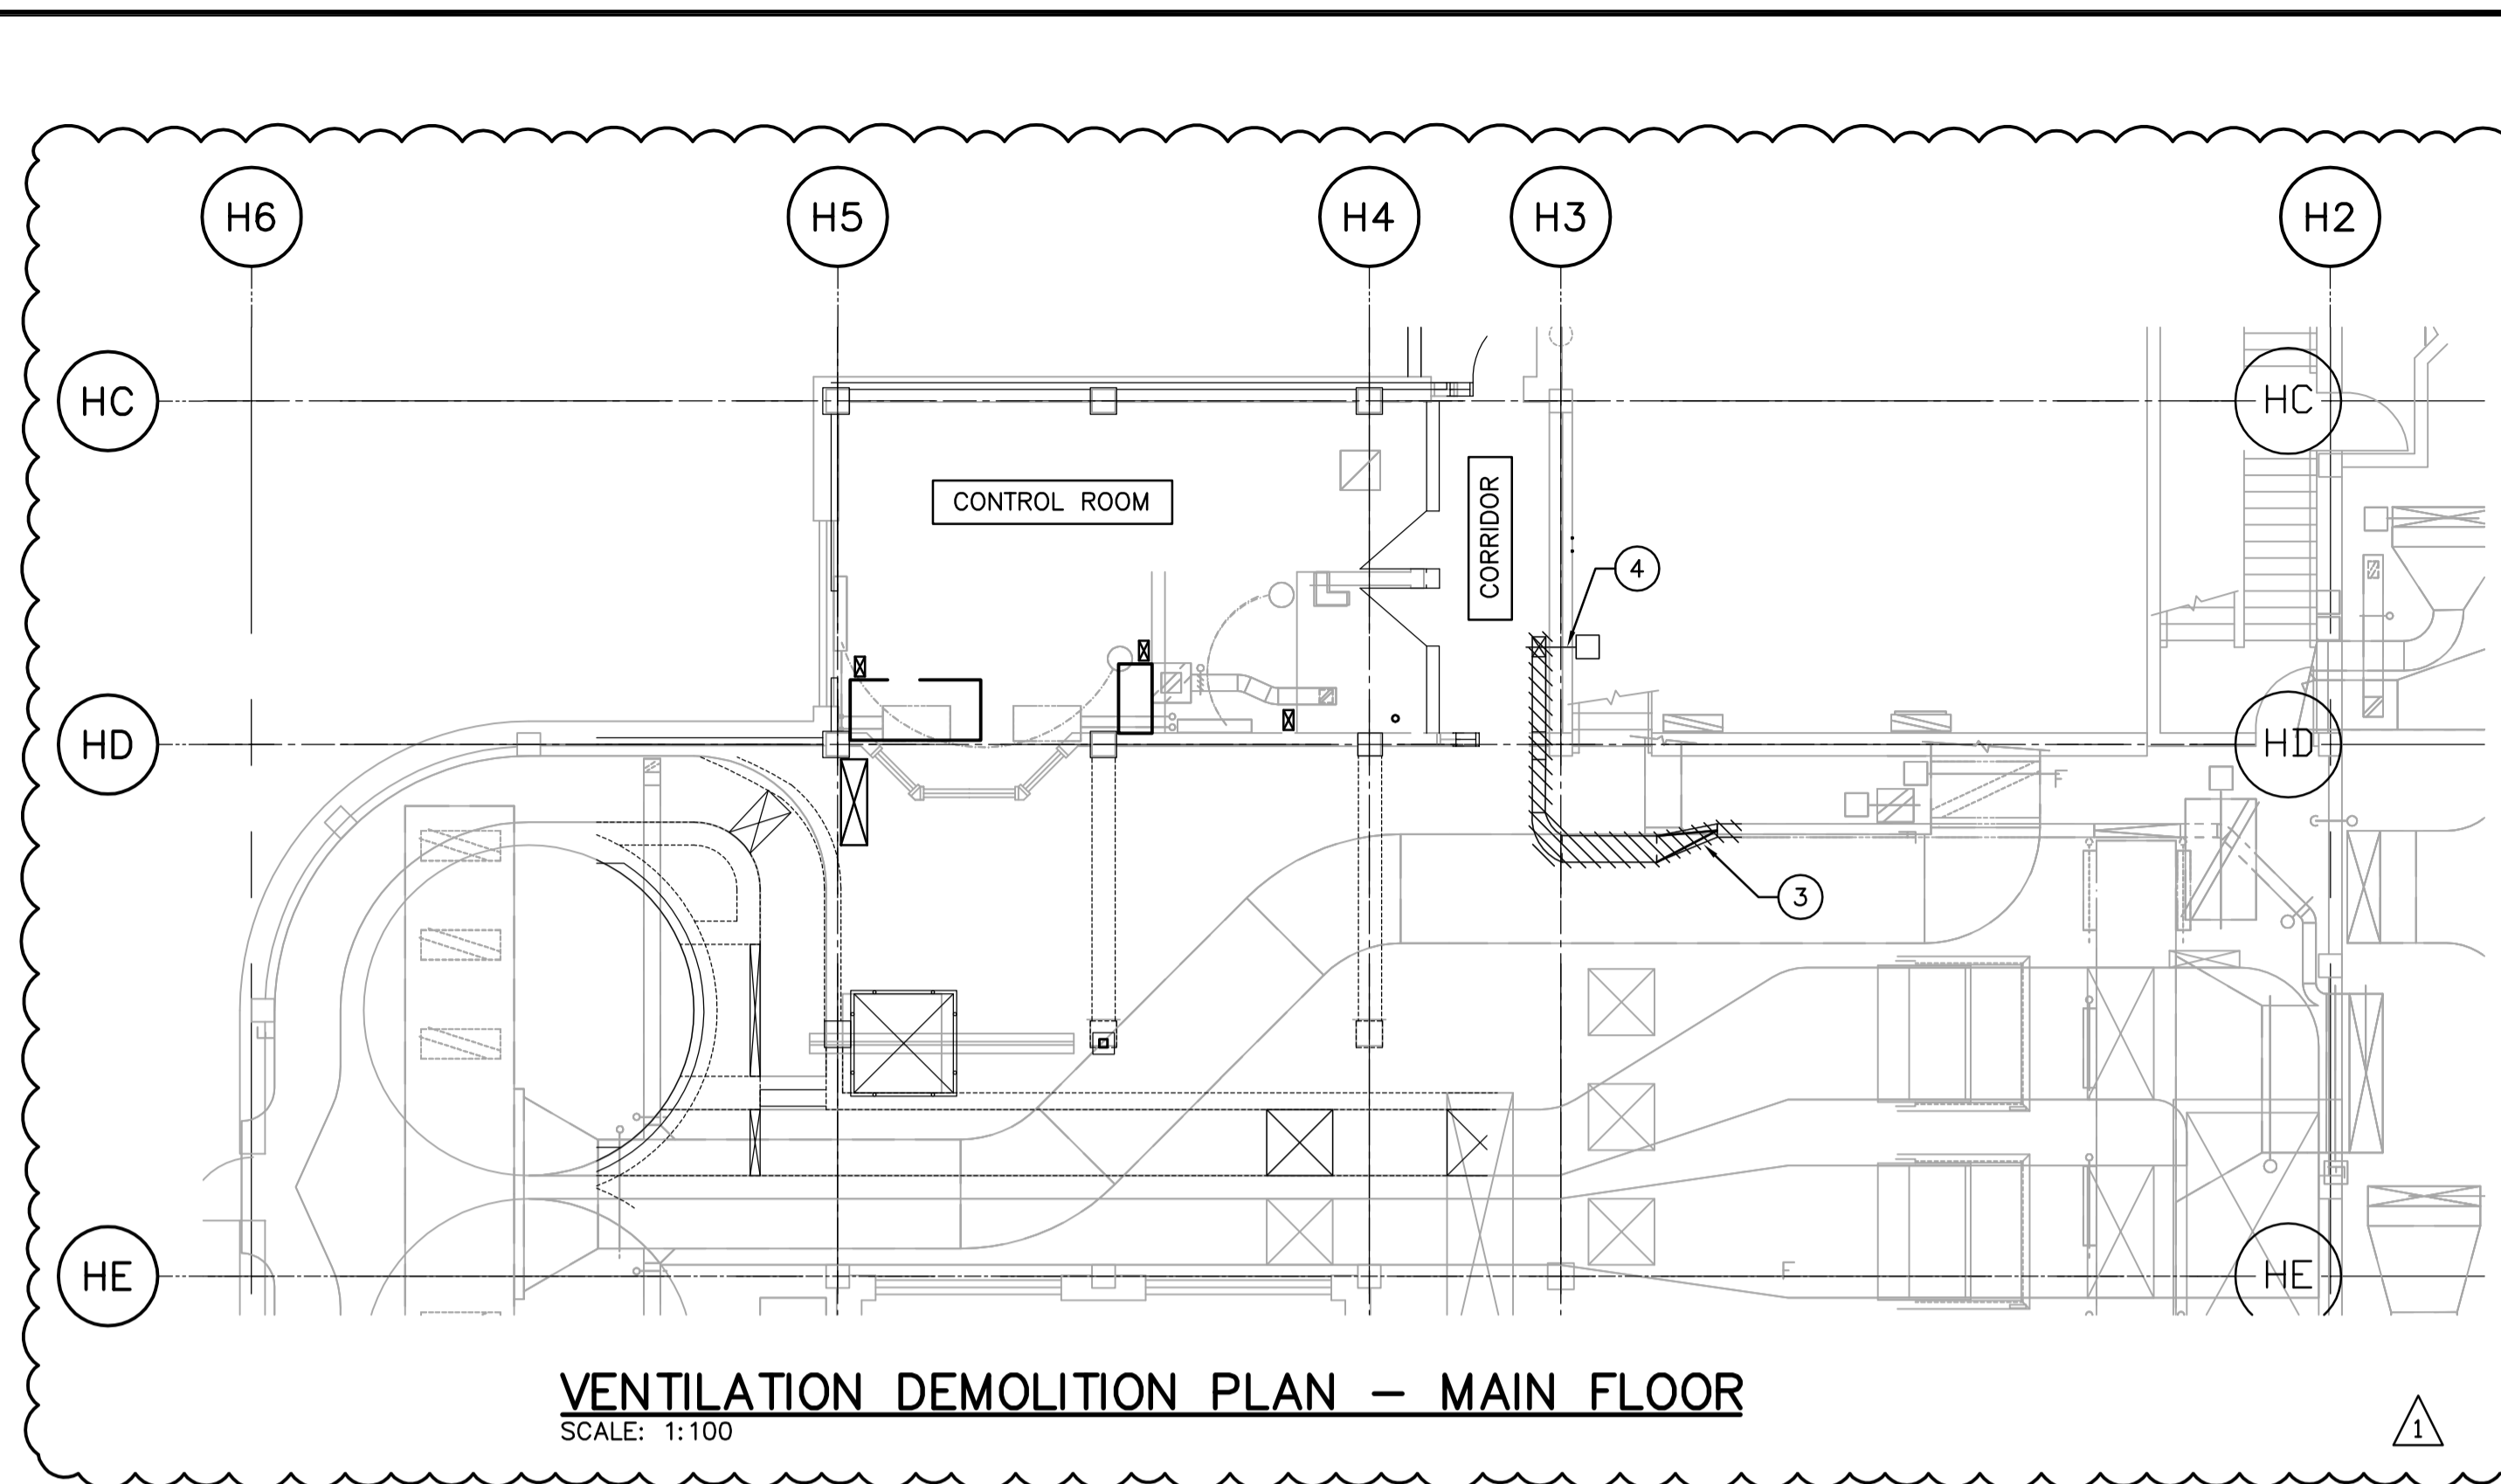 H6 H5 H4 H3 H2
HC HC
CONTROL ROOM
CORRIDOR
4
HD HD
3
F
F
HE HE
VENTILATION DEMOLITION PLAN – MAIN FLOOR
SCALE: 1:100
1